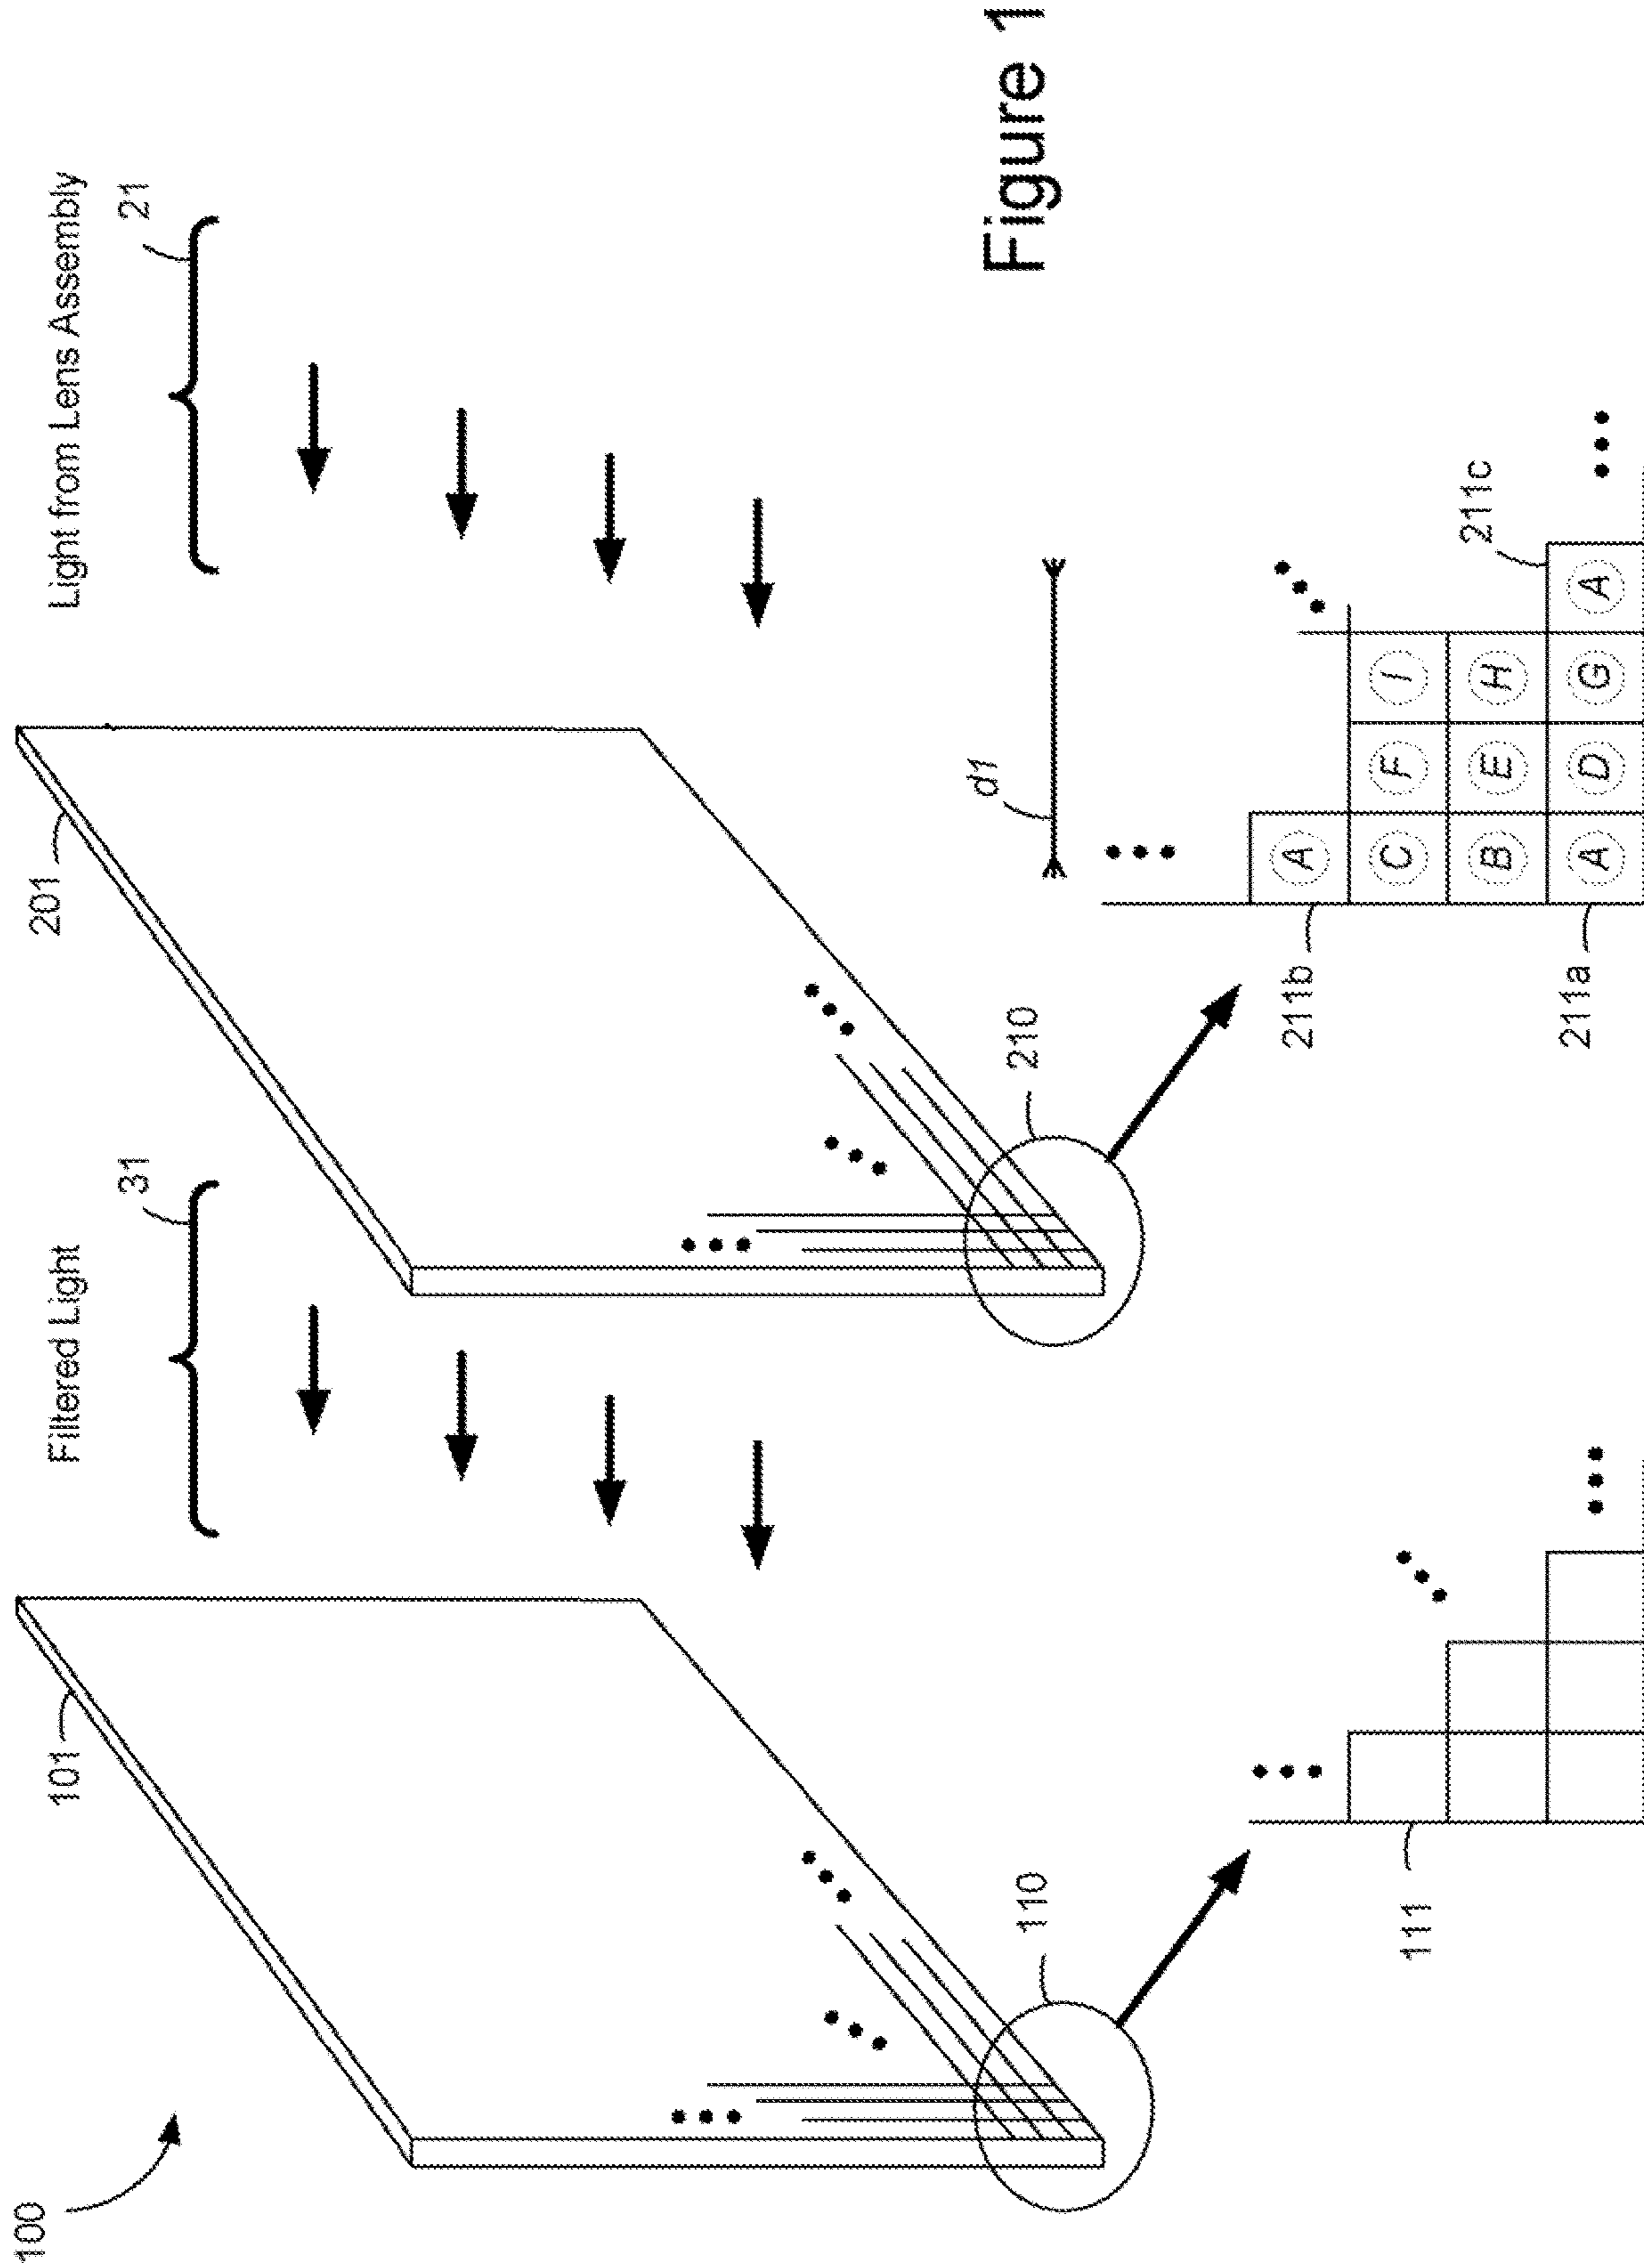 100
101
Filtered Light
31
201
Light from Lens Assembly
21
110
210
d1
Figure 1
211b
A
111
C F I
B E H
211c
211a
A D G A